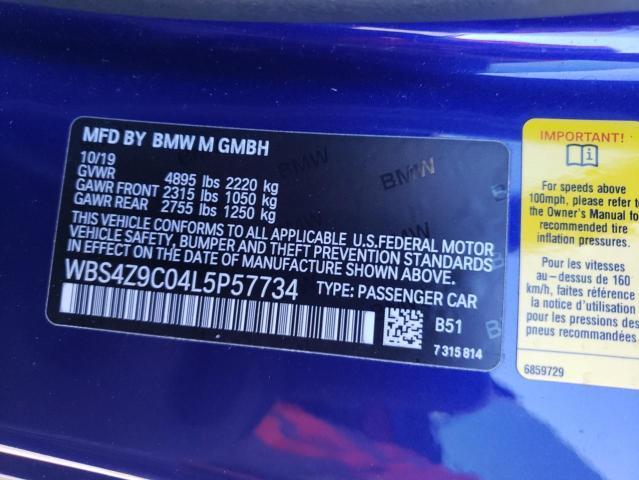 MFD BY BMW M GMBH
10/19
GVWR 4895 lbs 2220 kg
GAWR FRONT 2315 lbs 1050 kg
GAWR REAR 2755 lbs 1250 kg
THIS VEHICLE CONFORMS TO ALL APPLICABLE U.S.FEDERAL MOTOR
VEHICLE SAFETY, BUMPER AND THEFT PREVENTION STANDARDS
IN EFFECT ON THE DATE OF MANUFACTURE SHOWN ABOVE.
WBS4Z9C04L5P57734 TYPE: PASSENGER CAR
B51
7 315 814
BMW
BMW
BMW
IMPORTANT!
For speeds above
100mph, please refer to
the Owner's Manual fo
recommended tire
inflation pressures.
Pour les vitesses
au-dessus de 160
km/h, faites référence
la notice d'utilisation
pour les pressions des
pneus recommandées
6859729